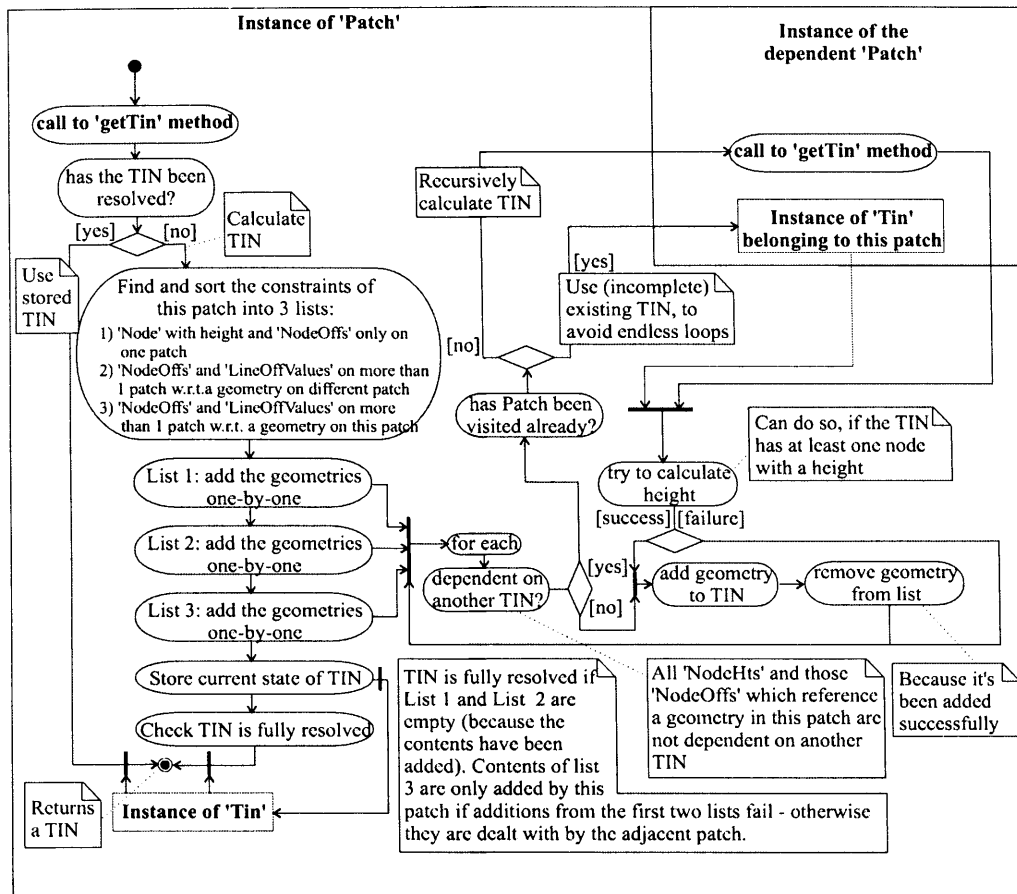 Instance of 'Patch'
Instance of the
dependent 'Patch'
call to 'getTin' method
has the TIN been
resolved?
[yes]
[no]
Calculate
TIN
Use
stored
TIN
Find and sort the constraints of
this patch into 3 lists:
1) 'Node' with height and 'NodeOffs' only on
one patch
2) 'NodeOffs' and 'LineOffValues' on more than
1 patch w.r.t.a geometry on different patch
3) 'NodeOffs' and 'LineOffValues' on more
than 1 patch w.r.t. a geometry on this patch
List 1: add the geometries
one-by-one
List 2: add the geometries
one-by-one
List 3: add the geometries
one-by-one
Store current state of TIN
Check TIN is fully resolved
Returns
a TIN
Instance of 'Tin'
Recursively
calculate TIN
call to 'getTin' method
Instance of 'Tin'
belonging to this patch
[yes]
Use (incomplete)
existing TIN, to
avoid endless loops
[no]
has Patch been
visited already?
Can do so, if the TIN
has at least one node
with a height
try to calculate
height
[success]
[failure]
for each
dependent on
another TIN?
[yes]
[no]
add geometry
to TIN
remove geometry
from list
TIN is fully resolved if
List 1 and List 2 are
empty (because the
contents have been
added). Contents of list
3 are only added by this
patch if additions from the first two lists fail - otherwise
they are dealt with by the adjacent patch.
All 'NodeHts' and those
'NodeOffs' which reference
a geometry in this patch are
not dependent on another
TIN
Because it's
been added
successfully